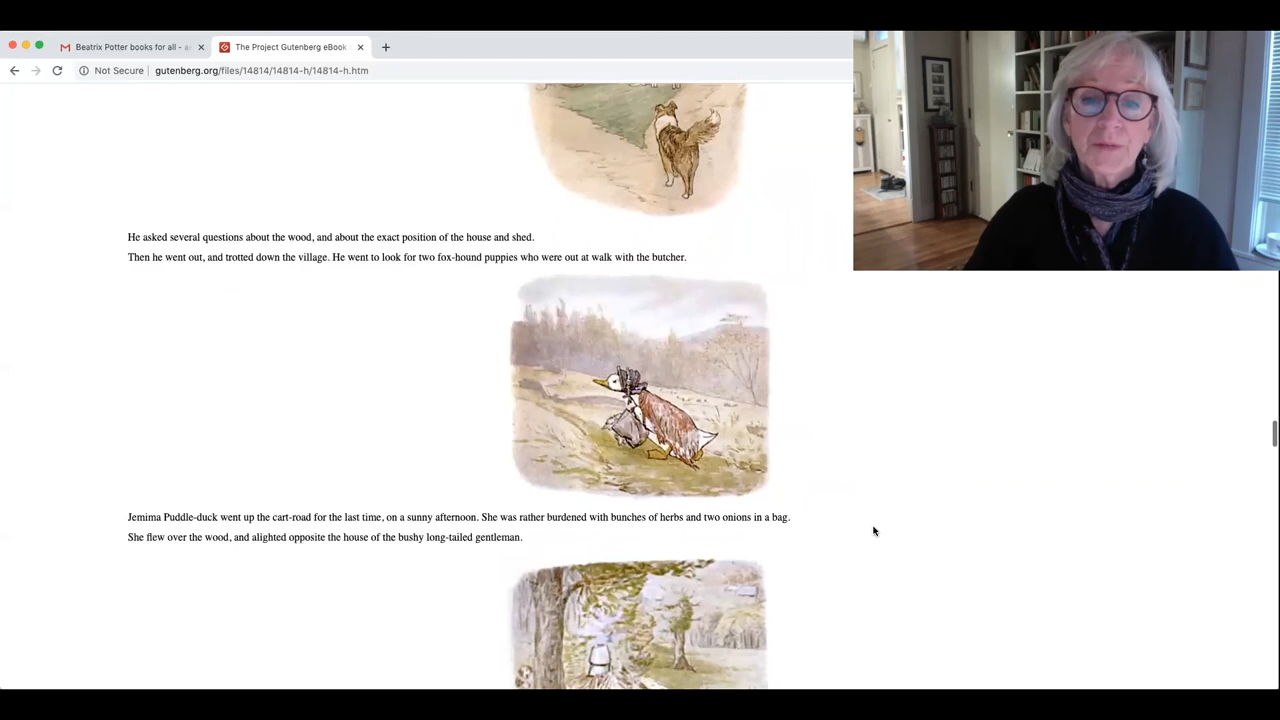 Beatrix Potter books for all - a
The Project Gutenberg eBook
Not Secure
gutenberg.org/files/14814/14814-h/14814-h.htm
He asked several questions about the wood, and about the exact position of the house and shed.
Then he went out, and trotted down the village. He went to look for two fox-hound puppies who were out at walk with the butcher.
Jemima Puddle-duck went up the cart-road for the last time, on a sunny afternoon. She was rather burdened with bunches of herbs and two onions in a bag.
She flew over the wood, and alighted opposite the house of the bushy long-tailed gentleman.